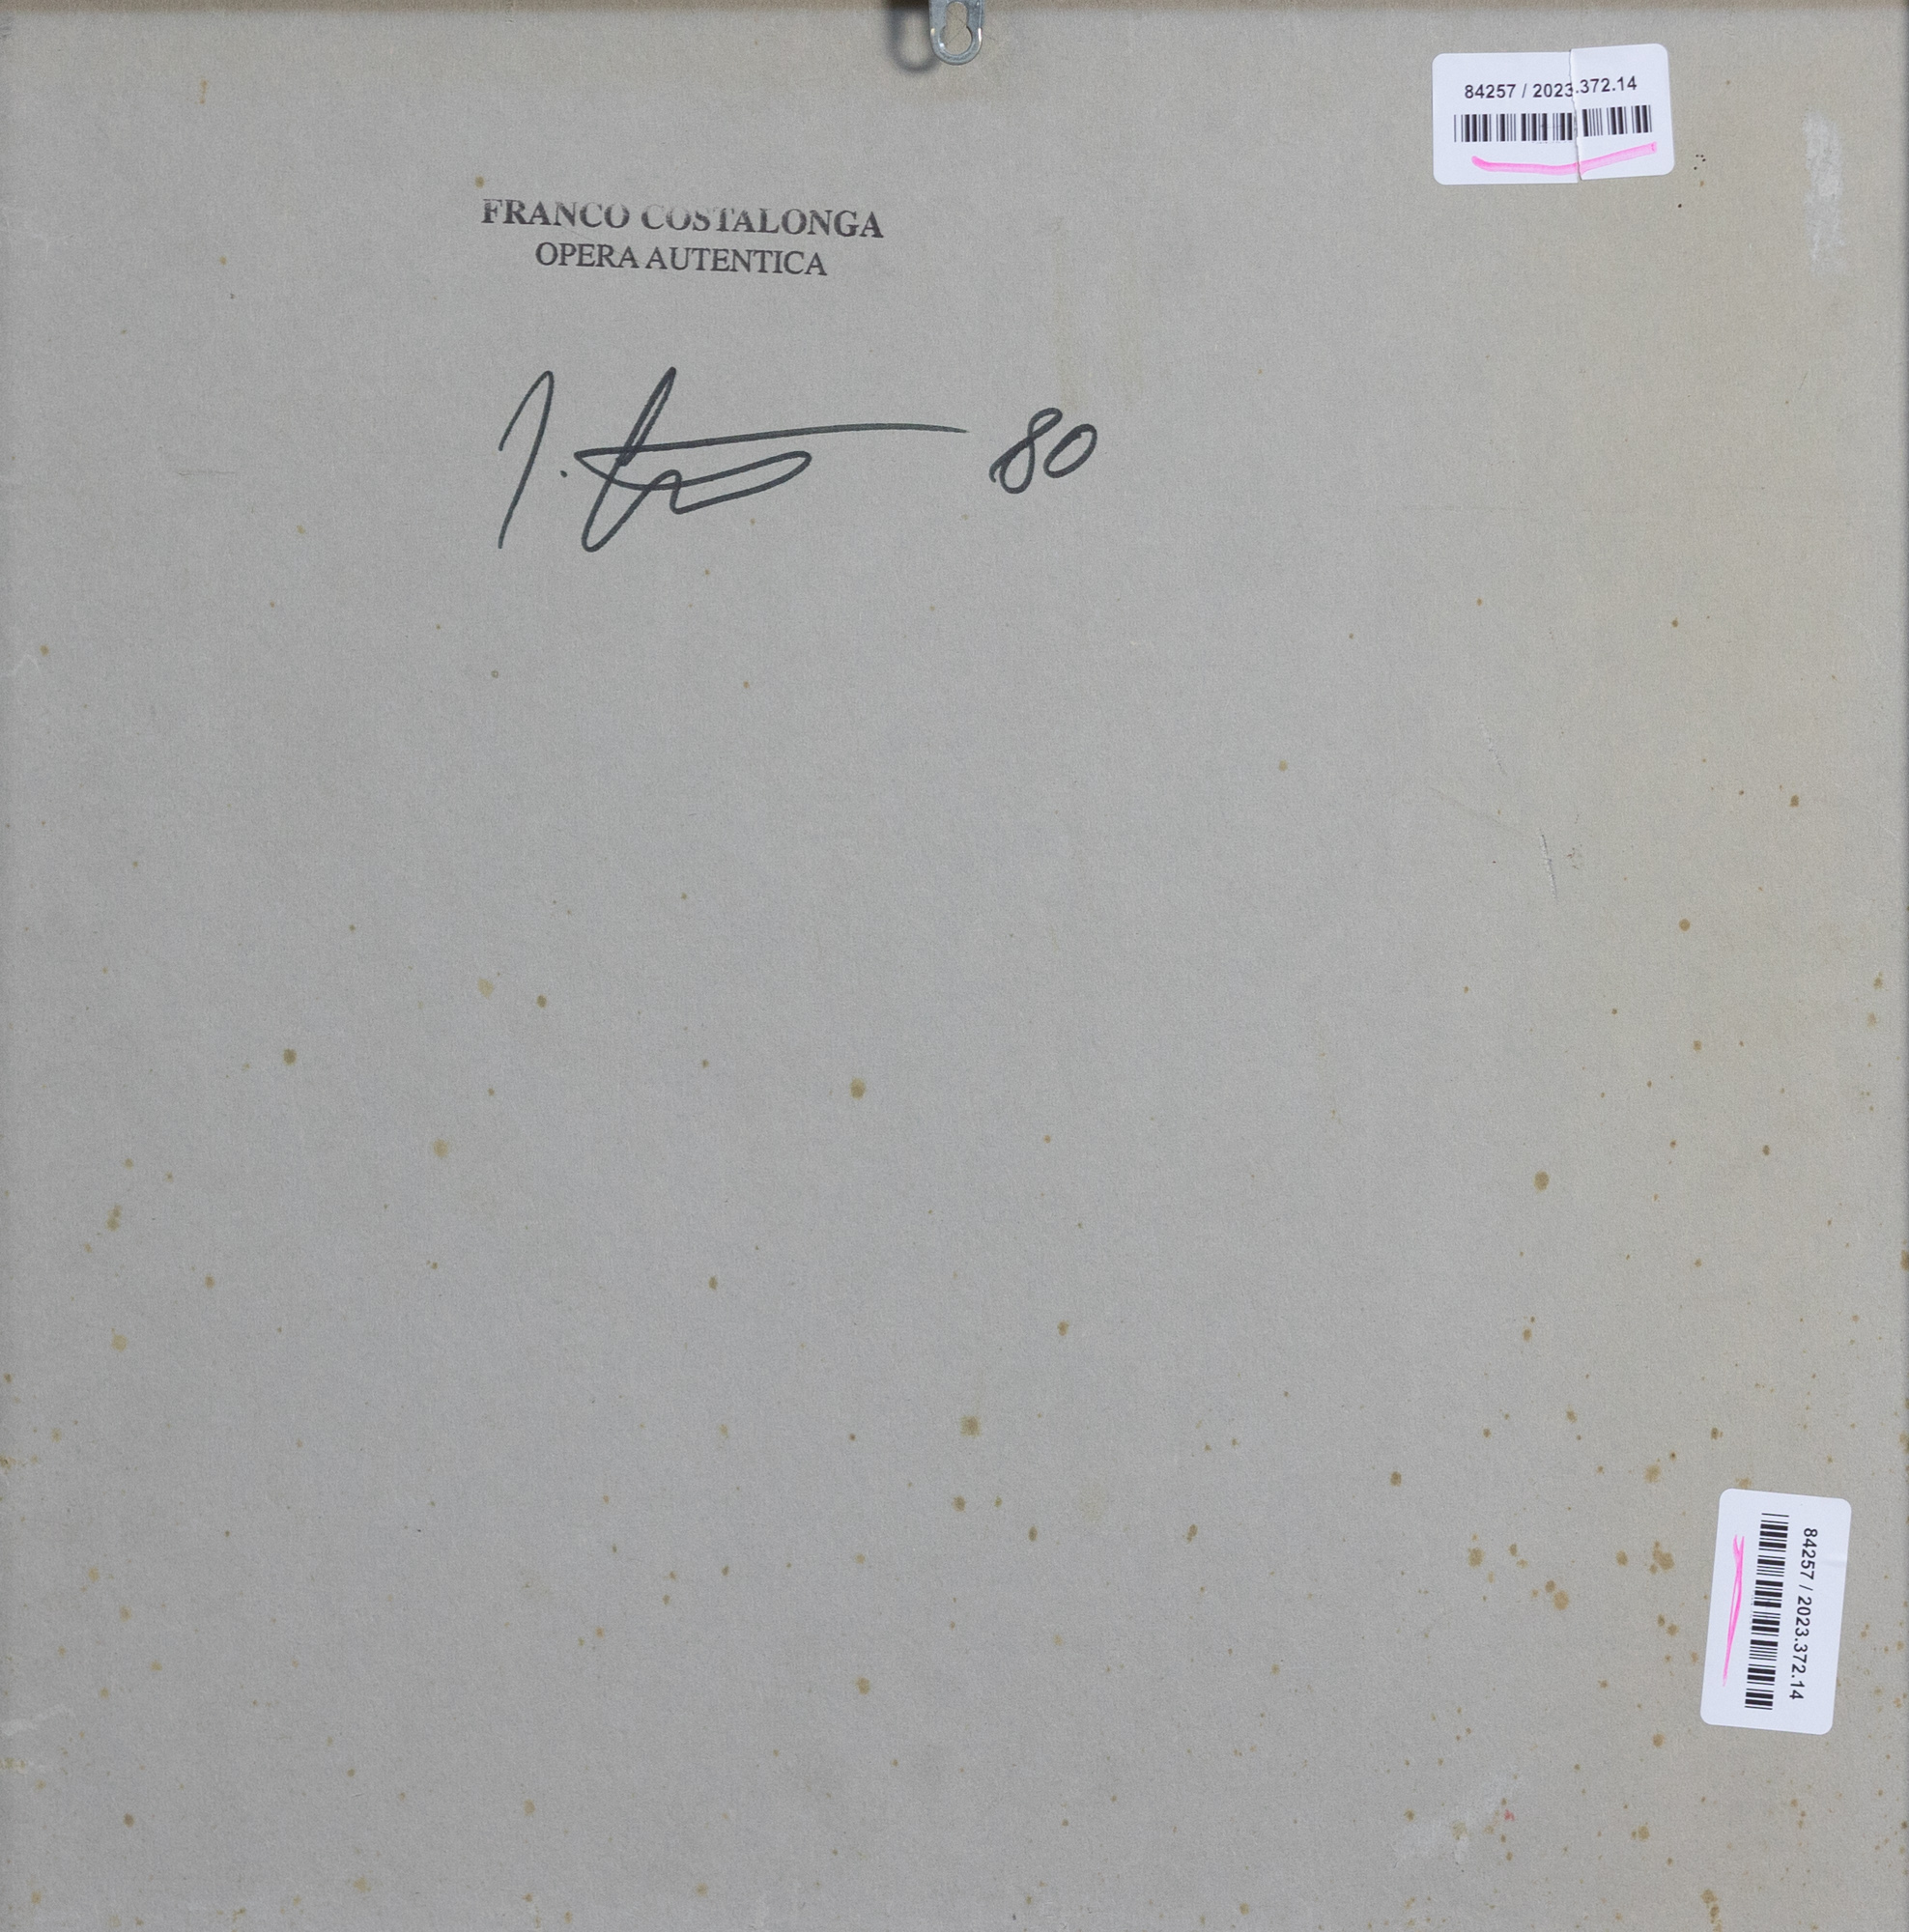 84257 / 2023.372.14
FRANCO COSTALONGA
OPERA AUTENTICA
80
84257 / 2023.372.14